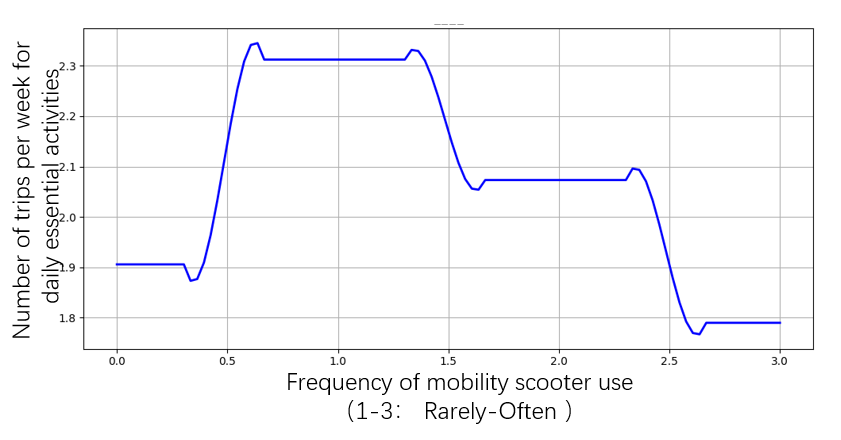 Number of trips per week for
daily essential activities
2.3
2.2
2.1
2.0
1.9
1.8
0.0 0.5 1.0 1.5 2.0 2.5 3.0
Frequency of mobility scooter use
（1-3： Rarely-Often ）